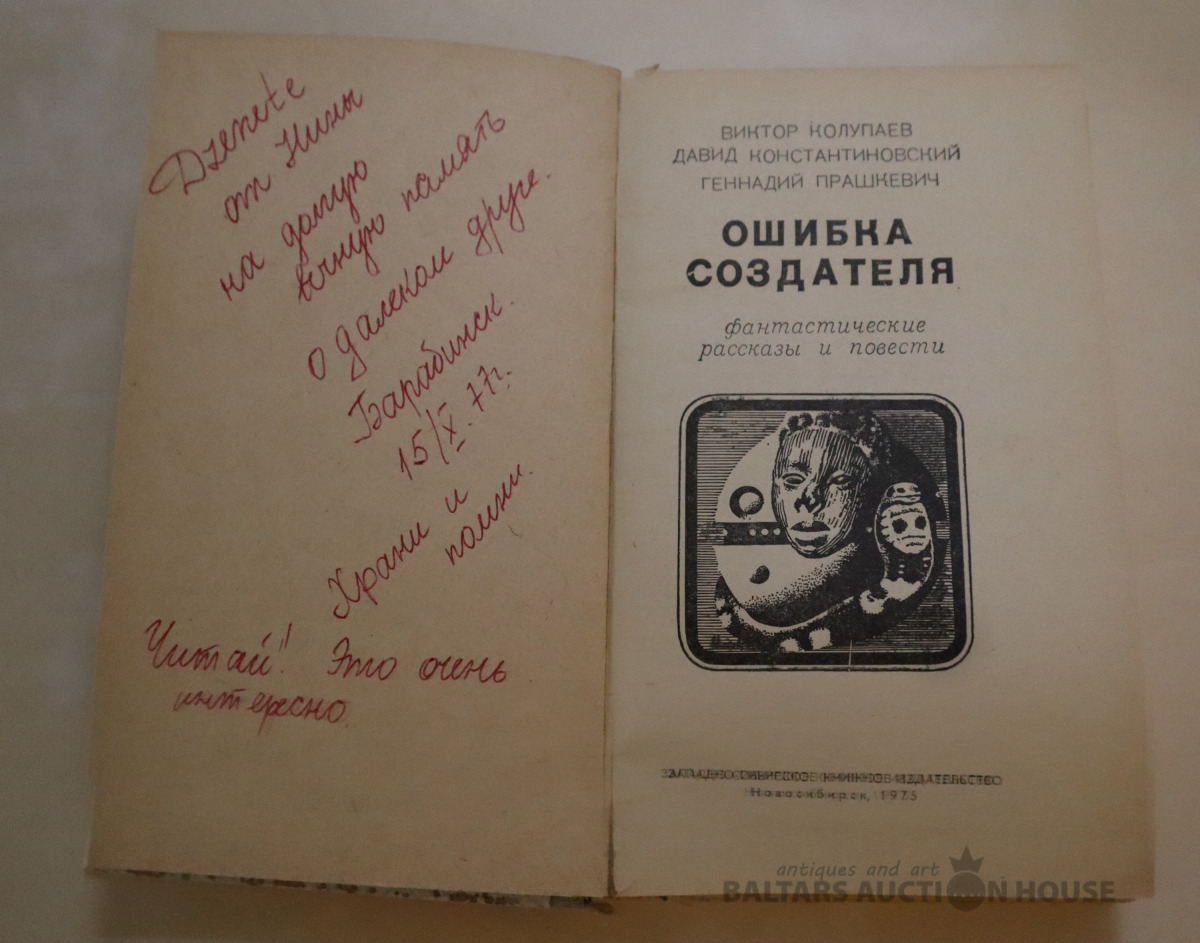 Dzenete
от Нины
на долгую
вечную память
о далеком друге.
Барабинск.
15/X. 77г.
Храни и
помни.
Читай! Это очень
интересно.
ВИКТОР КОЛУПАЕВ
ДАВИД КОНСТАНТИНОВСКИЙ
ГЕННАДИЙ ПРАШКЕВИЧ
ОШИБКА
СОЗДАТЕЛЯ
фантастические
рассказы и повести
ЗАПАДНО-СИБИРСКОЕ КНИЖНОЕ ИЗДАТЕЛЬСТВО
Новосибирск, 1975
antiques and art
BALTARS AUCTION HOUSE